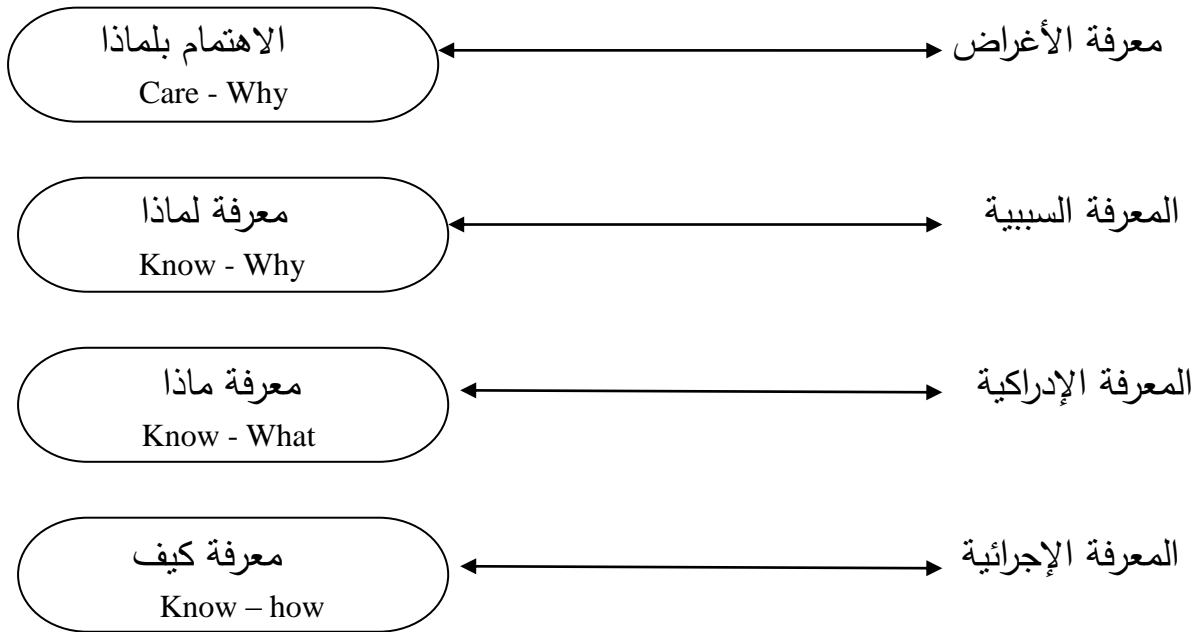 معرفة الأغراض
الاهتمام بلماذا
Care - Why
المعرفة السببية
معرفة لماذا
Know - Why
المعرفة الإدراكية
معرفة ماذا
Know - What
المعرفة الإجرائية
معرفة كيف
Know – how